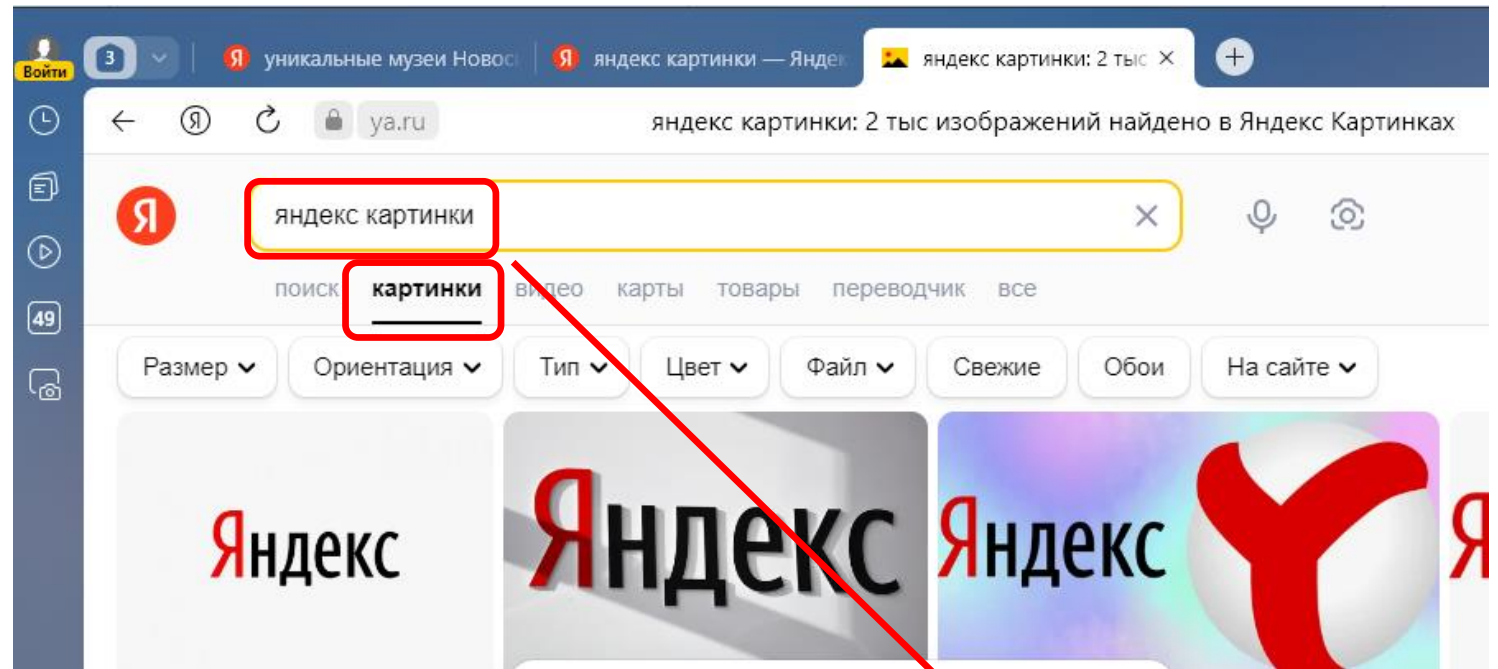 Войти
3
уникальные музеи Новос
яндекс картинки — Яндек
яндекс картинки: 2 тыс
Я
ya.ru
яндекс картинки: 2 тыс изображений найдено в Яндекс Картинках
Я
яндекс картинки
поиск картинки видео карты товары переводчик все
49
Размер Ориентация Тип Цвет Файл Свежие Обои На сайте
Яндекс
Яндекс
Яндекс
Я